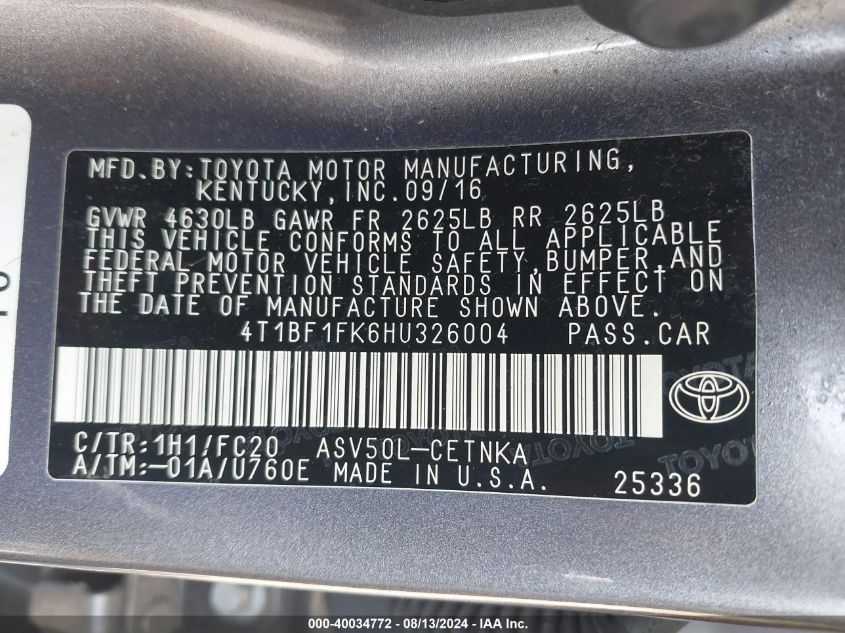 MFD.BY:TOYOTA MOTOR MANUFACTURING,
KENTUCKY,INC.09/16
GVWR 4630LB GAWR FR 2625LB RR 2625LB
THIS VEHICLE CONFORMS TO ALL APPLICABLE
FEDERAL MOTOR VEHICLE SAFETY,BUMPER,AND
THEFT PREVENTION STANDARDS IN EFFECT ON
THE DATE OF MANUFACTURE SHOWN ABOVE.
4T1BF1FK6HU326004 PASS.CAR
C/TR:1H1/FC20 ASV50L-CETNKA
A/TM:-01A/U760E MADE IN U.S.A. 25336
TOYOTA
000-40034772 - 08/13/2024 - IAA Inc.